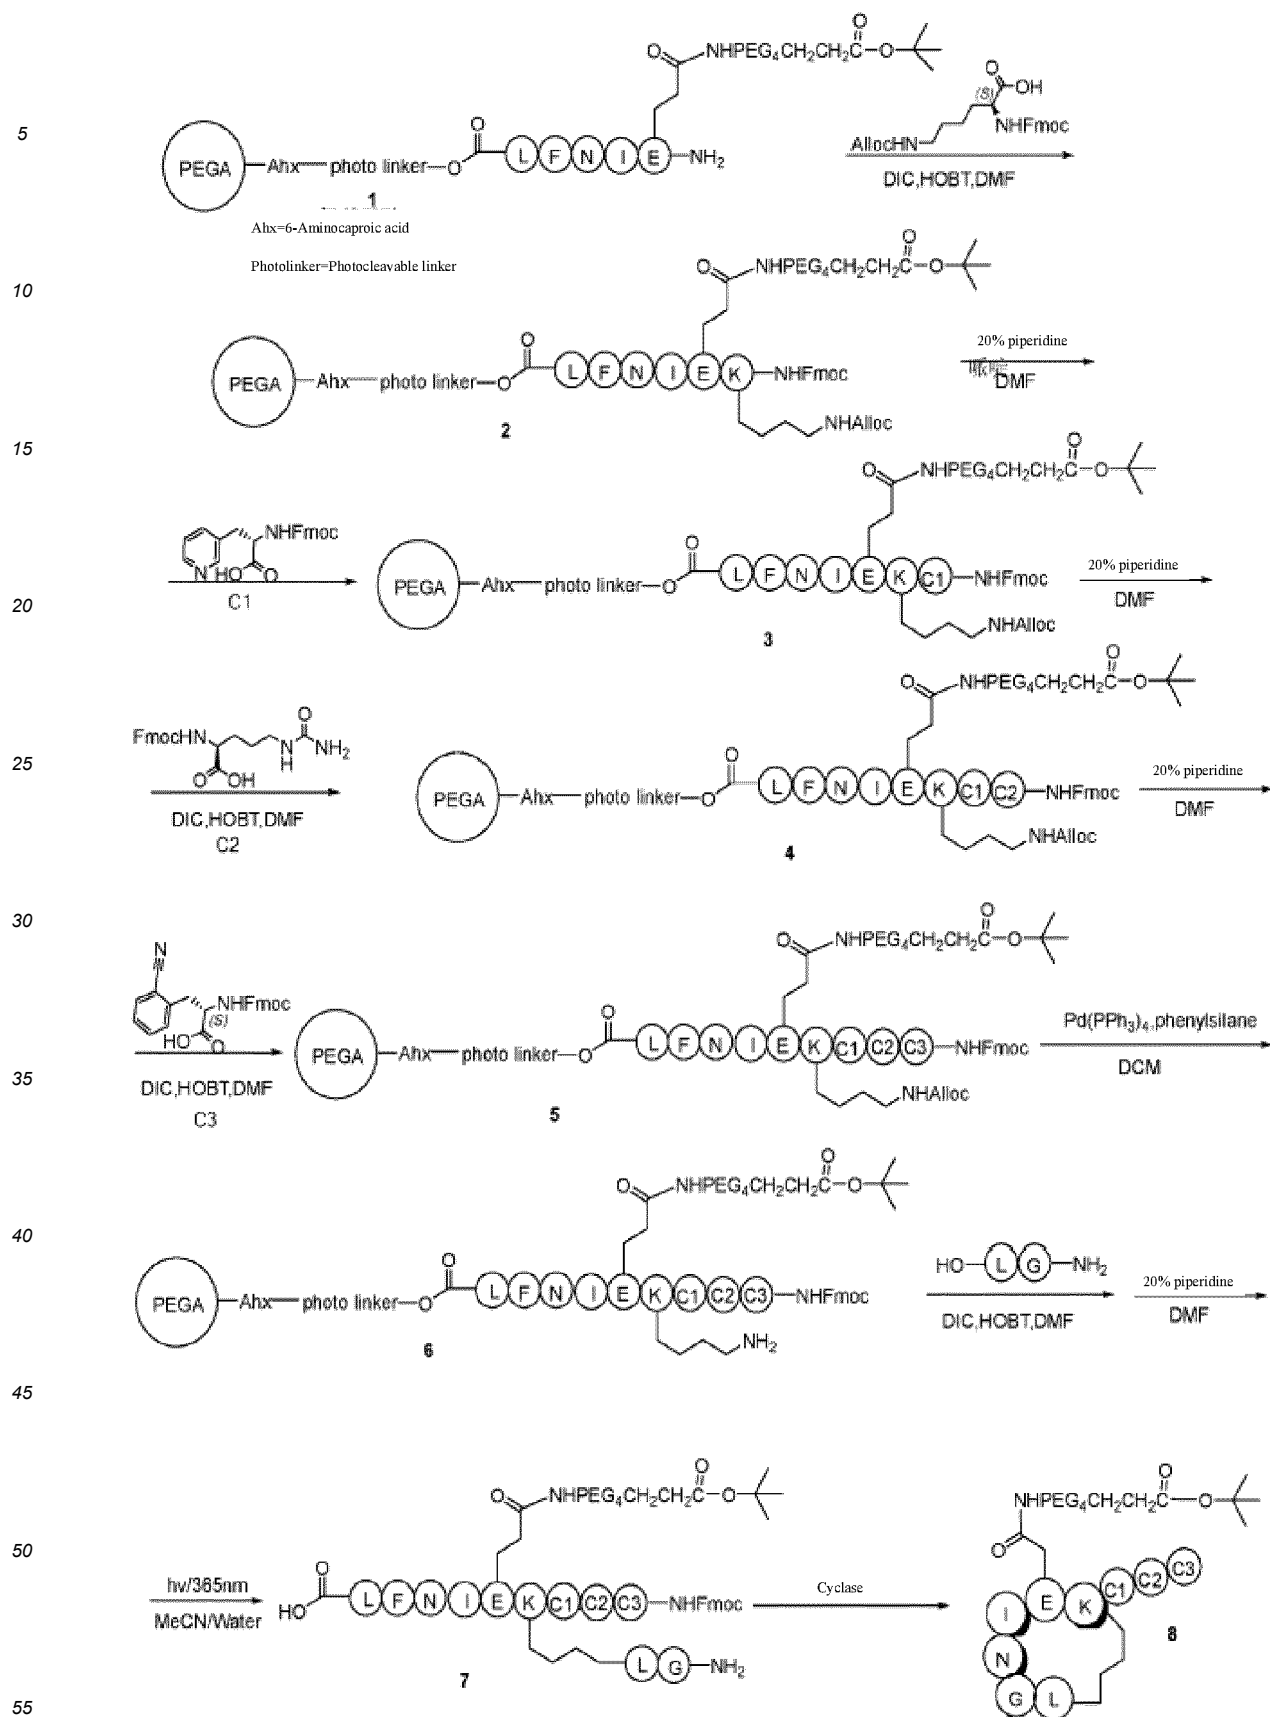 NHPEG4CH2CH2C-O
O
O
O
OH
(S)
NHFmoc
AllocHN
DIC,HOBT,DMF
5
PEGA Ahx photo linker O
O
L F N I E NH2
1
Ahx=6-Aminocaproic acid
Photolinker=Photocleavable linker
10
O
NHPEG4CH2CH2C-O
O
PEGA Ahx photo linker O
O
L F N I E K NHFmoc
NHAlloc
2
20% piperidine
DMF
15
O
NHPEG4CH2CH2C-O
O
NHFmoc
N
HO
O
C1
PEGA Ahx photo linker O
O
L F N I E K C1 NHFmoc
NHAlloc
3
20% piperidine
DMF
20
O
NHPEG4CH2CH2C-O
O
FmocHN
O
N
H
NH2
O
OH
DIC,HOBT,DMF
C2
25
PEGA Ahx photo linker O
O
L F N I E K C1 C2 NHFmoc
NHAlloc
4
20% piperidine
DMF
30
O
NHPEG4CH2CH2C-O
O
N
NHFmoc
(S)
HO
O
DIC,HOBT,DMF
C3
PEGA Ahx photo linker O
O
L F N I E K C1 C2 C3 NHFmoc
NHAlloc
5
Pd(PPh3)4,phenylsilane
DCM
35
O
NHPEG4CH2CH2C-O
O
40
PEGA Ahx photo linker O
O
L F N I E K C1 C2 C3 NHFmoc
NH2
6
HO L G NH2
DIC,HOBT,DMF
20% piperidine
DMF
45
O
NHPEG4CH2CH2C-O
O
50
hv/365nm
MeCN/Water
HO
O
L F N I E K C1 C2 C3 NHFmoc
L G NH2
7
Cyclase
NHPEG4CH2CH2C-O
O
O
I E K C1 C2 C3
N
G L
8
55